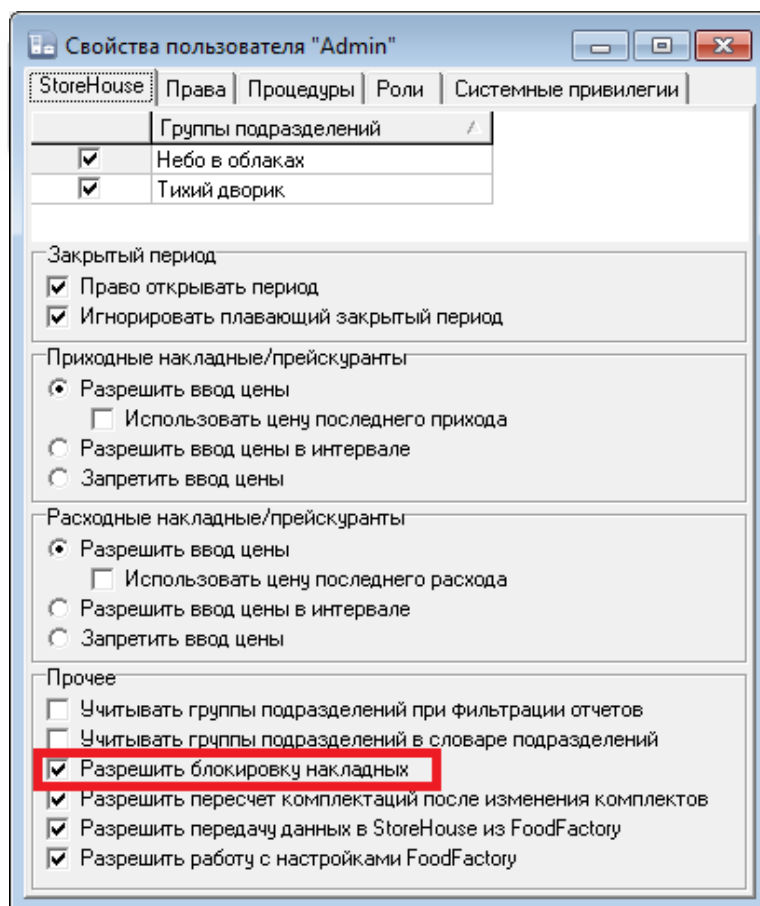 Свойства пользователя "Admin"
StoreHouse Права Процедуры Роли Системные привилегии
Группы подразделений
Небо в облаках
Тихий дворик
Закрытый период
Право открывать период
Игнорировать плавающий закрытый период
Приходные накладные/прейскуранты
Разрешить ввод цены
Использовать цену последнего прихода
Разрешить ввод цены в интервале
Запретить ввод цены
Расходные накладные/прейскуранты
Разрешить ввод цены
Использовать цену последнего расхода
Разрешить ввод цены в интервале
Запретить ввод цены
Прочее
Учитывать группы подразделений при фильтрации отчетов
Учитывать группы подразделений в словаре подразделений
Разрешить блокировку накладных
Разрешить пересчет комплектаций после изменения комплектов
Разрешить передачу данных в StoreHouse из FoodFactory
Разрешить работу с настройками FoodFactory